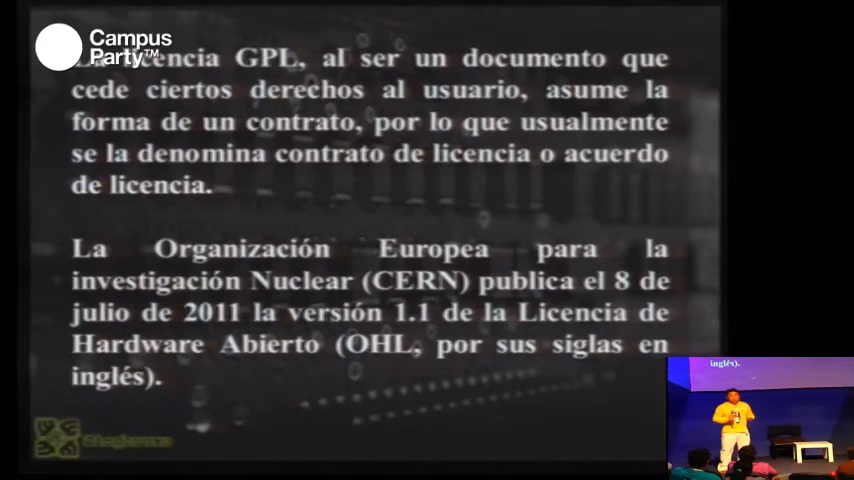 Campus
Party™
La licencia GPL, al ser un documento que
cede ciertos derechos al usuario, asume la
forma de un contrato, por lo que usualmente
se la denomina contrato de licencia o acuerdo
de licencia.
La Organización Europea para la
investigación Nuclear (CERN) publica el 8 de
julio de 2011 la versión 1.1 de la Licencia de
Hardware Abierto (OHL, por sus siglas en
inglés).
inglés).